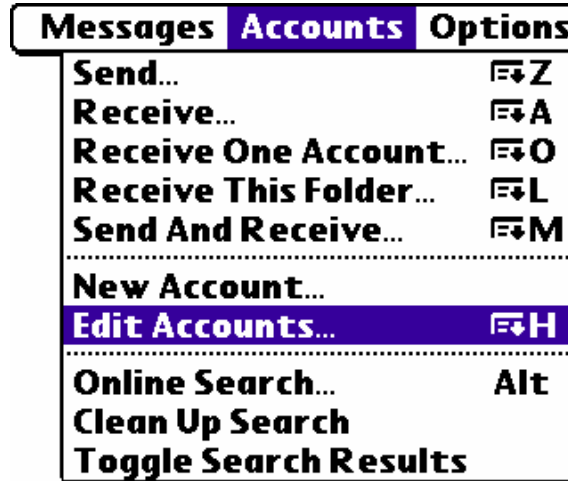 Messages Accounts Options
Send... Z
Receive... A
Receive One Account... O
Receive This Folder... L
Send And Receive... M
New Account...
Edit Accounts... H
Online Search... Alt
Clean Up Search
Toggle Search Results